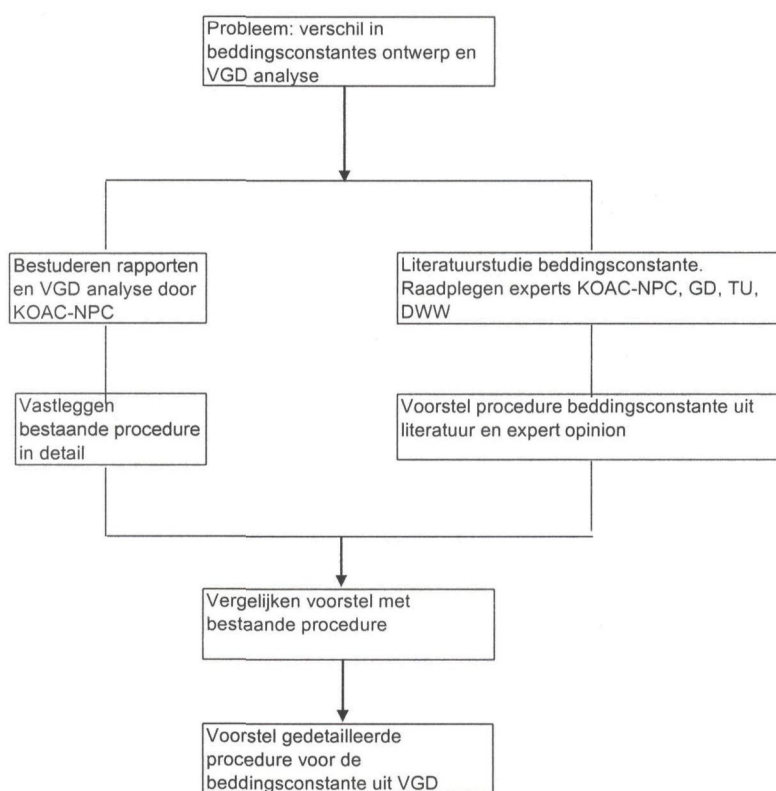 Probleem: verschil in
beddingsconstantes ontwerp en
VGD analyse
Bestuderen rapporten
en VGD analyse door
KOAC-NPC
Literatuurstudie beddingsconstante.
Raadplegen experts KOAC-NPC, GD, TU,
DWW
Vastleggen
bestaande procedure
in detail
Voorstel procedure beddingsconstante uit
literatuur en expert opinion
Vergelijken voorstel met
bestaande procedure
Voorstel gedetailleerde
procedure voor de
beddingsconstante uit VGD